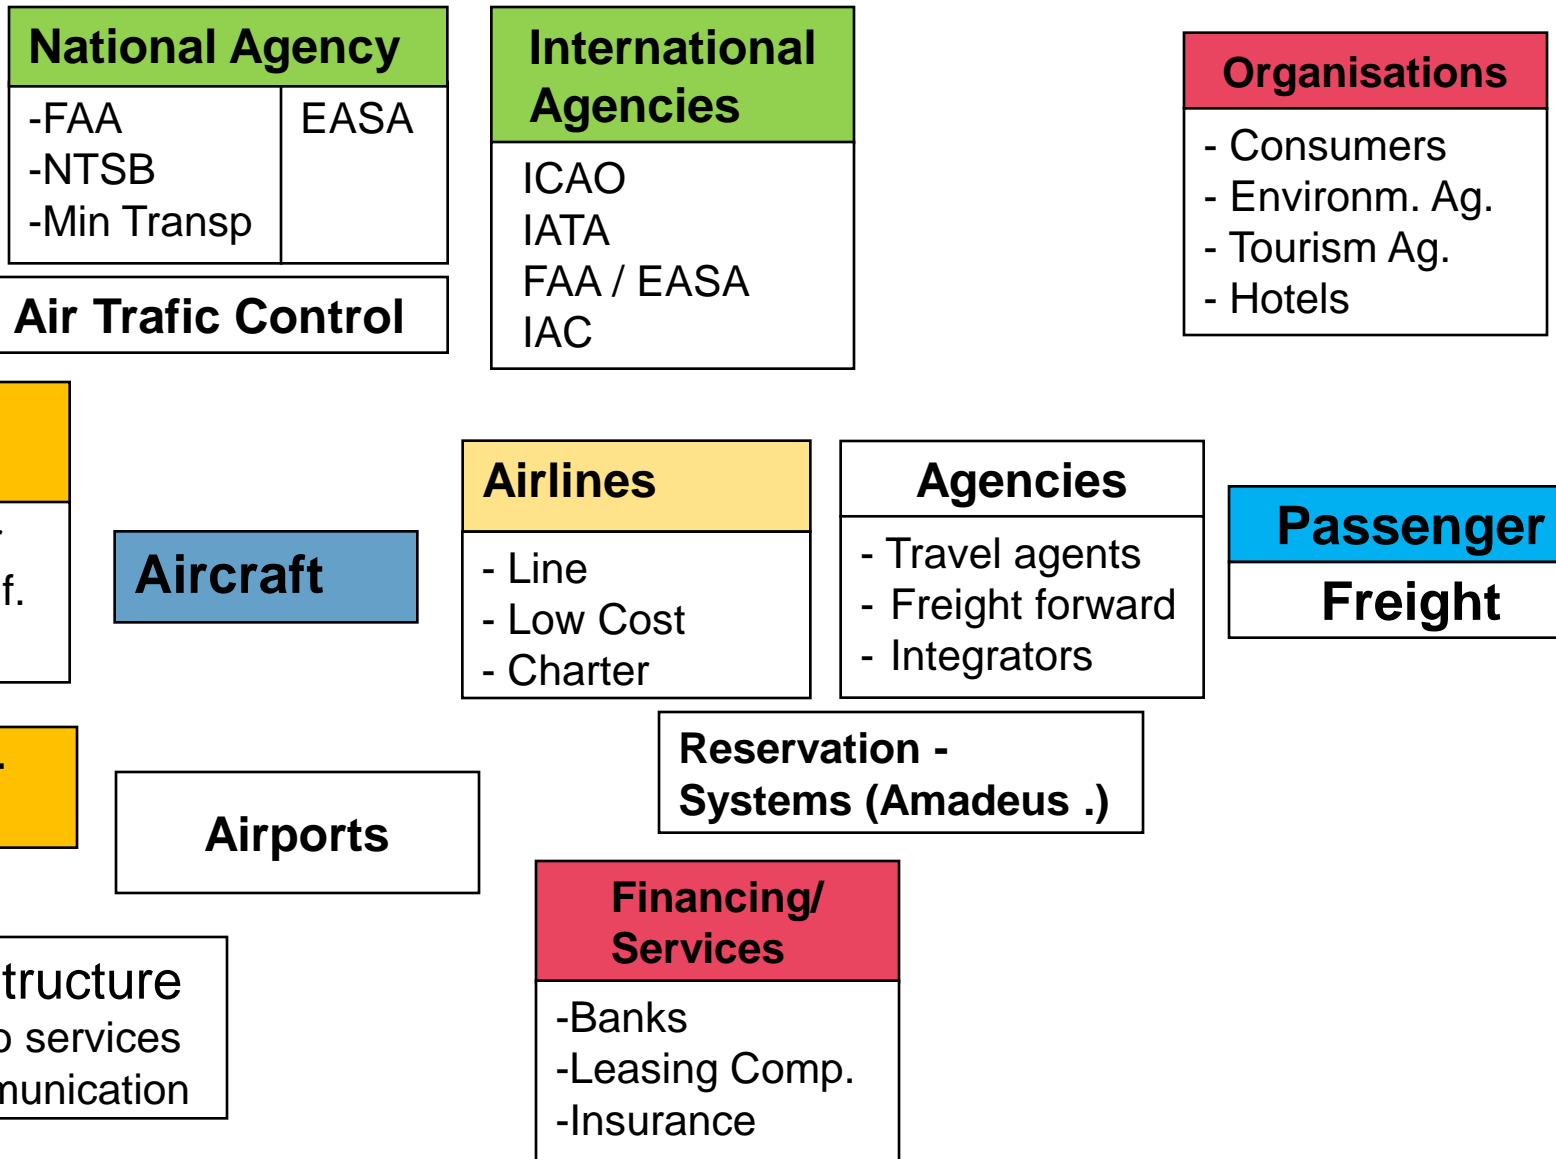 National Agency
-FAA
-NTSB
-Min Transp
EASA
Air Trafic Control
International
Agencies
ICAO
IATA
FAA / EASA
IAC
Organisations
- Consumers
- Environm. Ag.
- Tourism Ag.
- Hotels
f.
Aircraft
Airlines
- Line
- Low Cost
- Charter
Agencies
- Travel agents
- Freight forward
- Integrators
Passenger
Freight
Reservation -
Systems (Amadeus .)
Airports
Financing/
Services
-Banks
-Leasing Comp.
-Insurance
tructure
services
munication